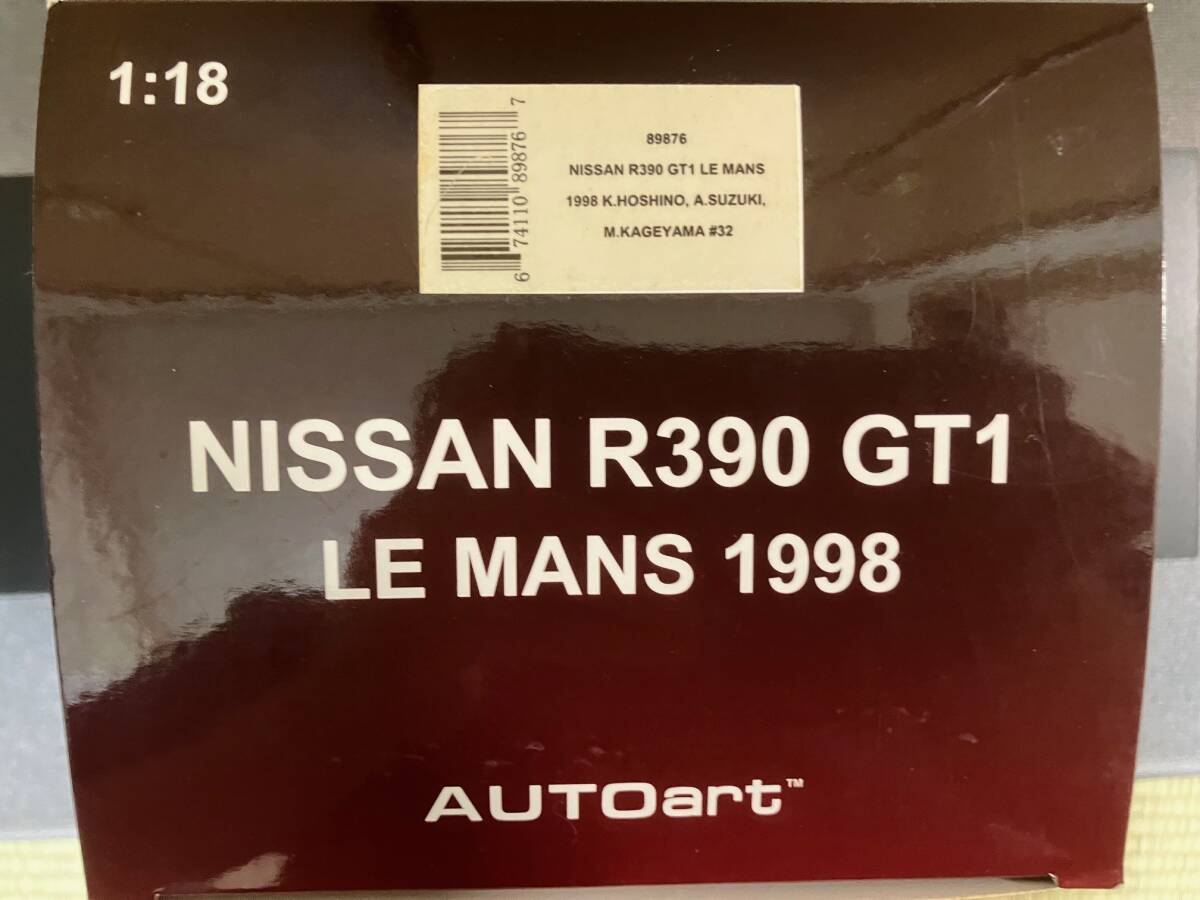 1:18
6 74110 89876 7
89876
NISSAN R390 GT1 LE MANS
1998 K.HOSHINO, A.SUZUKI,
M.KAGEYAMA #32
NISSAN R390 GT1
LE MANS 1998
AUTOart™